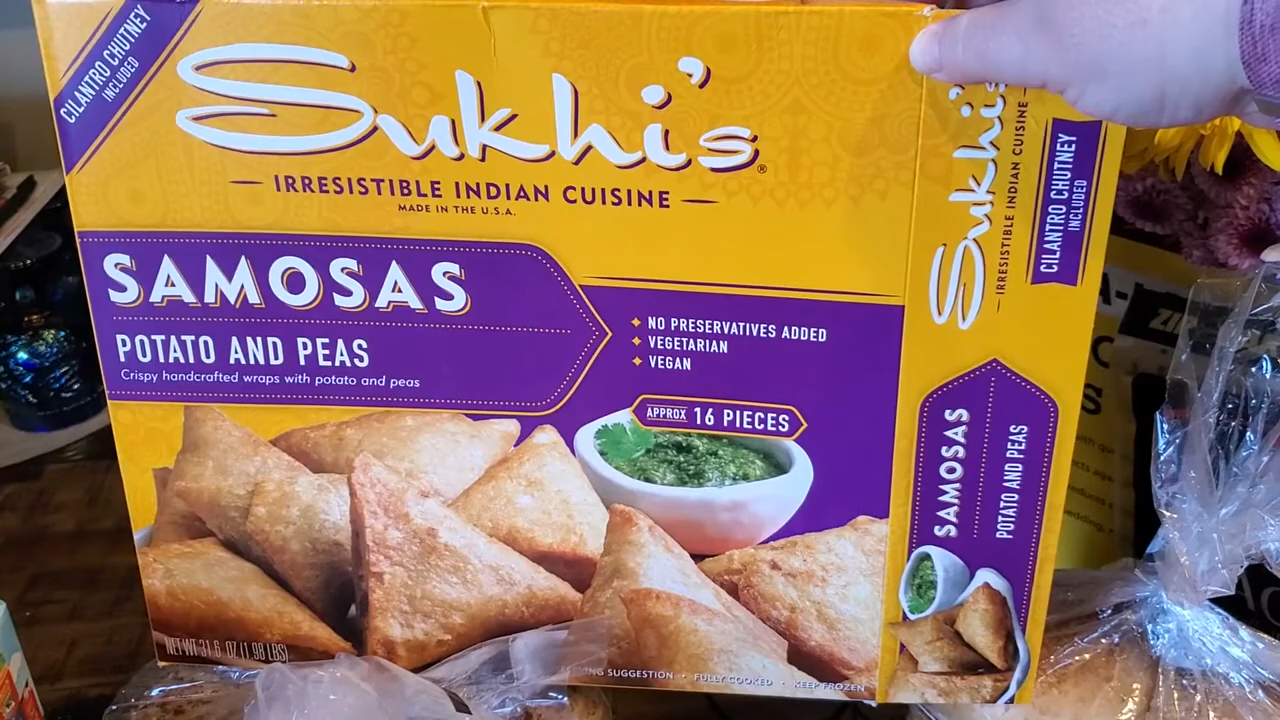 CILANTRO CHUTNEY
INCLUDED
Sukhi's®
IRRESISTIBLE INDIAN CUISINE
MADE IN THE U.S.A.
SAMOSAS
POTATO AND PEAS
Crispy handcrafted wraps with potato and peas
✦ NO PRESERVATIVES ADDED
✦ VEGETARIAN
✦ VEGAN
APPROX 16 PIECES
NET WT 31.6 OZ (1.98 LBS)
SERVING SUGGESTION • FULLY COOKED • KEEP FROZEN
Sukhi's
IRRESISTIBLE INDIAN CUISINE
CILANTRO CHUTNEY
INCLUDED
SAMOSAS
POTATO AND PEAS